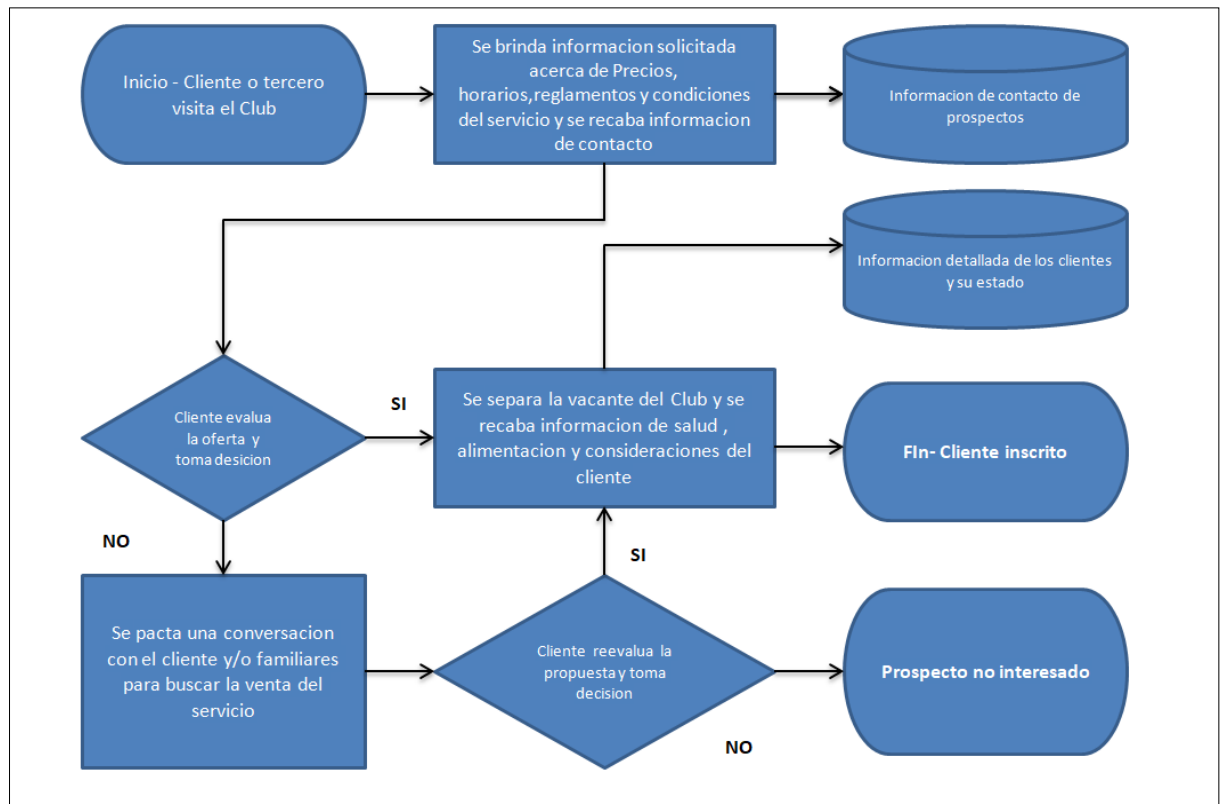 Inicio - Cliente o tercero
visita el Club
Se brinda informacion solicitada
acerca de Precios,
horarios,reglamentos y condiciones
del servicio y se recaba informacion
de contacto
Informacion de contacto de
prospectos
Informacion detallada de los clientes
y su estado
Cliente evalua
la oferta y
toma desicion
SI
Se separa la vacante del Club y se
recaba informacion de salud ,
alimentacion y consideraciones del
cliente
FIn- Cliente inscrito
NO
SI
Se pacta una conversacion
con el cliente y/o familiares
para buscar la venta del
servicio
Cliente reevalua la
propuesta y toma
decision
Prospecto no interesado
NO